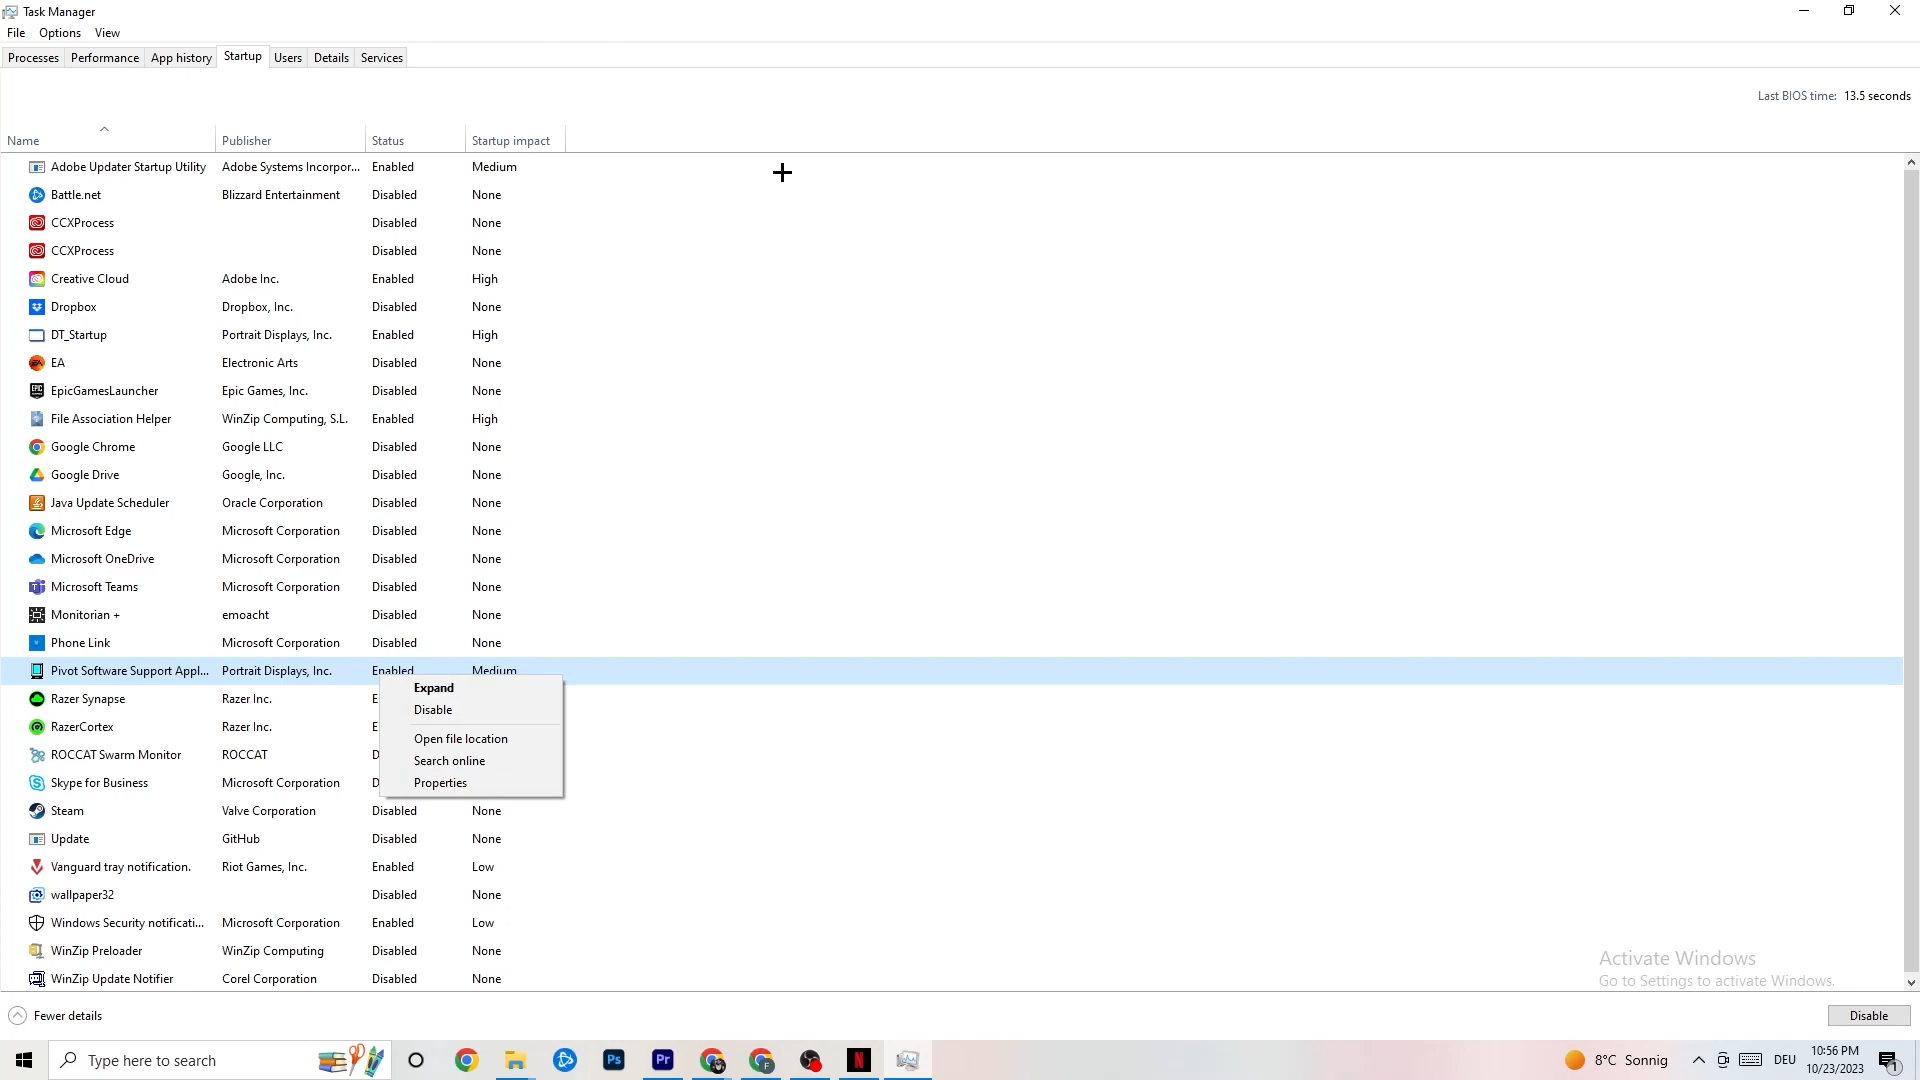 Task Manager
File Options View
Processes Performance App history Startup Users Details Services
Last BIOS time: 13.5 seconds
Name Publisher Status Startup impact
Adobe Updater Startup Utility Adobe Systems Incorpor... Enabled Medium
Battle.net Blizzard Entertainment Disabled None
CCXProcess Disabled None
CCXProcess Disabled None
Creative Cloud Adobe Inc. Enabled High
Dropbox Dropbox, Inc. Disabled None
DT_Startup Portrait Displays, Inc. Enabled High
EA Electronic Arts Disabled None
EpicGamesLauncher Epic Games, Inc. Disabled None
File Association Helper WinZip Computing, S.L. Enabled High
Google Chrome Google LLC Disabled None
Google Drive Google, Inc. Disabled None
Java Update Scheduler Oracle Corporation Disabled None
Microsoft Edge Microsoft Corporation Disabled None
Microsoft OneDrive Microsoft Corporation Disabled None
Microsoft Teams Microsoft Corporation Disabled None
Monitorian + emoacht Disabled None
Phone Link Microsoft Corporation Disabled None
Pivot Software Support Appl... Portrait Displays, Inc. Enabled Medium
Expand
Razer Synapse Razer Inc. E
Disable
RazerCortex Razer Inc. E
Open file location
ROCCAT Swarm Monitor ROCCAT D
Search online
Skype for Business Microsoft Corporation D
Properties
Steam Valve Corporation Disabled None
Update GitHub Disabled None
Vanguard tray notification. Riot Games, Inc. Enabled Low
wallpaper32 Disabled None
Windows Security notificati... Microsoft Corporation Enabled Low
WinZip Preloader WinZip Computing Disabled None
WinZip Update Notifier Corel Corporation Disabled None
Activate Windows
Go to Settings to activate Windows.
Fewer details Disable
Type here to search Ps Pr F N 8°C Sonnig DEU 10:56 PM
10/23/2023 1